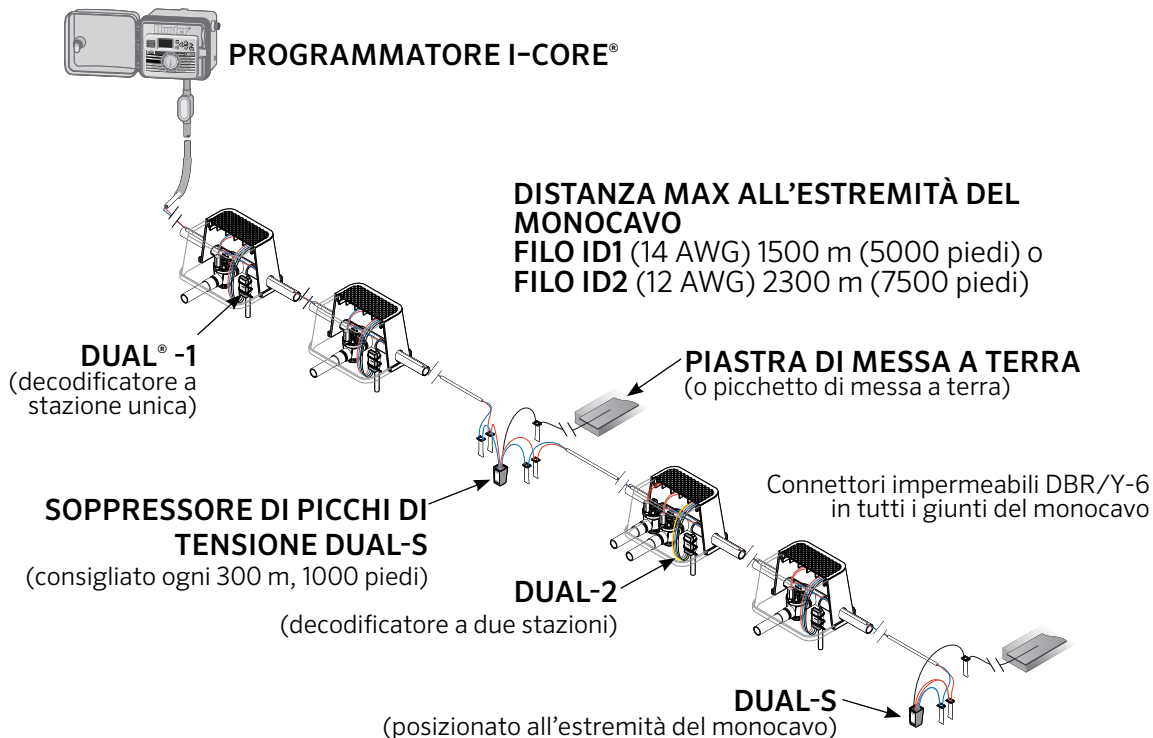 Hunter
PROGRAMMATORE I-CORE®
DISTANZA MAX ALL'ESTREMITÀ DEL
MONOCAVO
FILO ID1 (14 AWG) 1500 m (5000 piedi) o
FILO ID2 (12 AWG) 2300 m (7500 piedi)
DUAL® -1
(decodificatore a
stazione unica)
PIASTRA DI MESSA A TERRA
(o picchetto di messa a terra)
SOPPRESSORE DI PICCHI DI
TENSIONE DUAL-S
(consigliato ogni 300 m, 1000 piedi)
Connettori impermeabili DBR/Y-6
in tutti i giunti del monocavo
DUAL-2
(decodificatore a due stazioni)
DUAL-S
(posizionato all'estremità del monocavo)